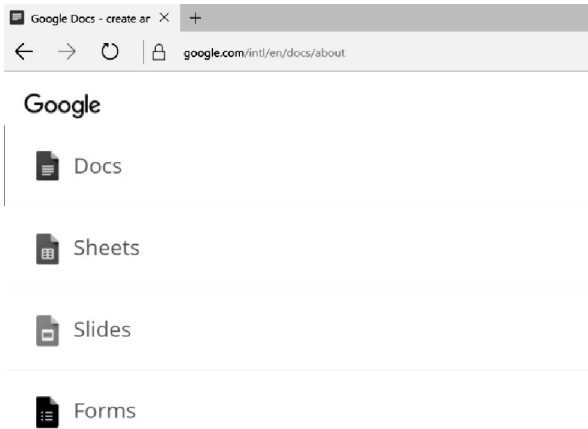 Google Docs - create ar
google.com/intl/en/docs/about
Google
Docs
Sheets
Slides
Forms